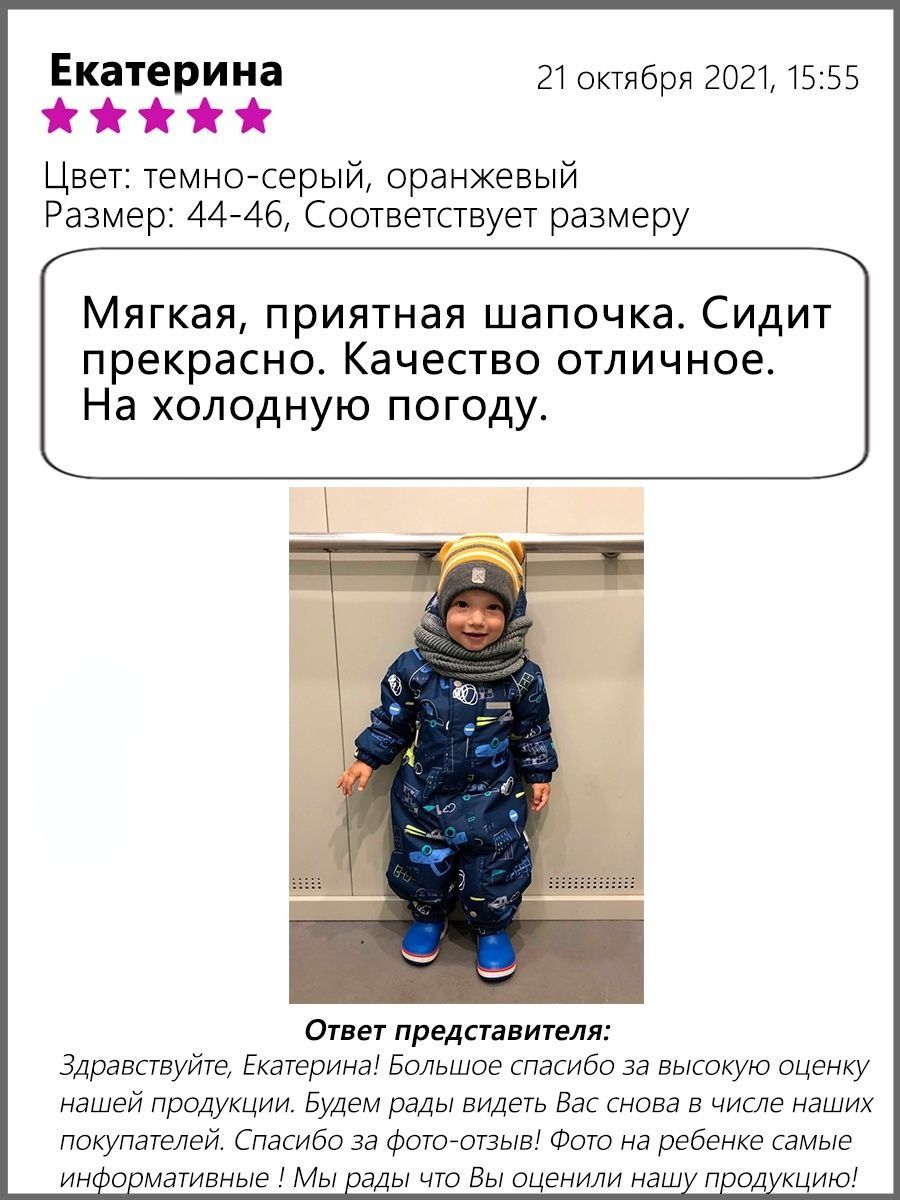 Екатерина
21 октября 2021, 15:55
Цвет: темно-серый, оранжевый
Размер: 44-46, Соответствует размеру
Мягкая, приятная шапочка. Сидит
прекрасно. Качество отличное.
На холодную погоду.
Ответ представителя:
Здравствуйте, Екатерина! Большое спасибо за высокую оценку
нашей продукции. Будем рады видеть Вас снова в числе наших
покупателей. Спасибо за фото-отзыв! Фото на ребенке самые
информативные ! Мы рады что Вы оценили нашу продукцию!